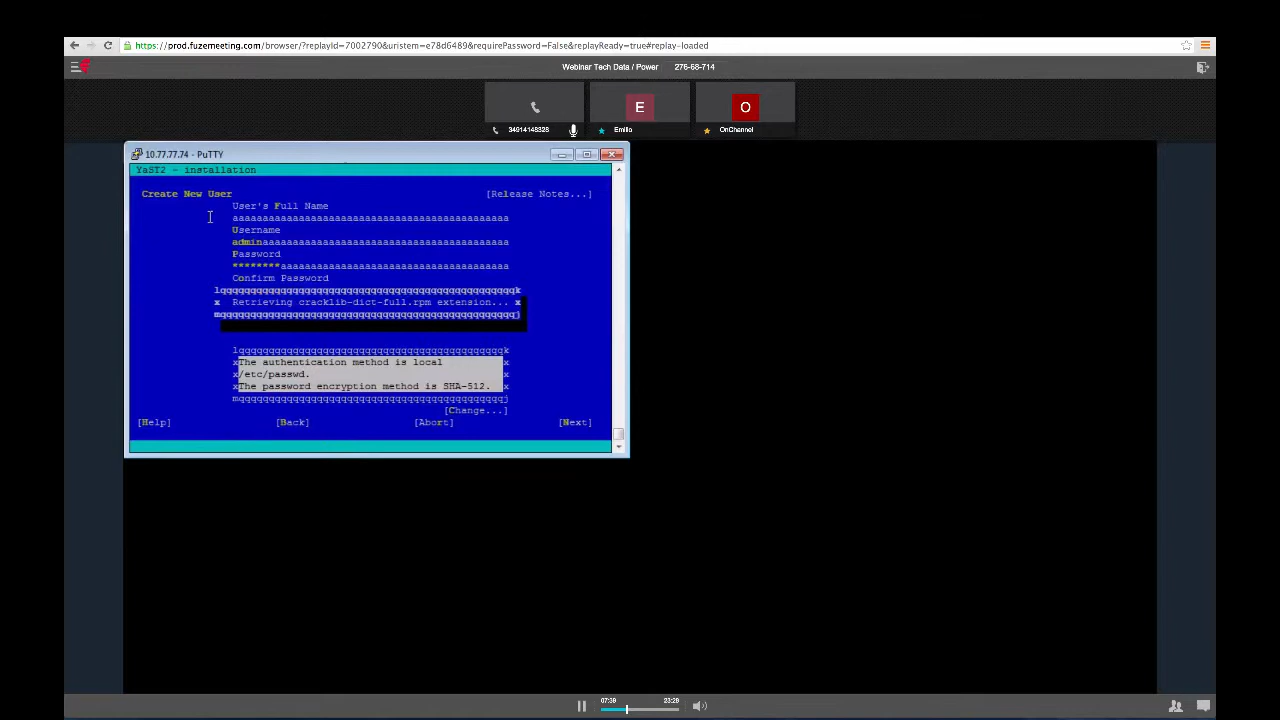 https://prod.fuzemeeting.com/browser/?replayId=7002790&uristem=e78d6489&requirePassword=False&replayReady=true#replay-loaded
Webinar Tech Data / Power 276-68-714
E
O
34914148328
Emilio
OnChannel
10.77.77.74 - PuTTY
YaST2 - installation
Create New User [Release Notes...]
User's Full Name
aaaaaaaaaaaaaaaaaaaaaaaaaaaaaaaaaaaaaaaaaaaaaa
Username
adminaaaaaaaaaaaaaaaaaaaaaaaaaaaaaaaaaaaaaaaaa
Password
********aaaaaaaaaaaaaaaaaaaaaaaaaaaaaaaaaaaaaa
Confirm Password
lqqqqqqqqqqqqqqqqqqqqqqqqqqqqqqqqqqqqqqqqqqqqqqqqqk
x Retrieving cracklib-dict-full.rpm extension... x
mqqqqqqqqqqqqqqqqqqqqqqqqqqqqqqqqqqqqqqqqqqqqqqqqqj
lqqqqqqqqqqqqqqqqqqqqqqqqqqqqqqqqqqqqqqqqqqqqk
xThe authentication method is local x
x/etc/passwd. x
xThe password encryption method is SHA-512. x
mqqqqqqqqqqqqqqqqqqqqqqqqqqqqqqqqqqqqqqqqqqqqj
[Change...]
[Help] [Back] [Abort] [Next]
07:39 23:28